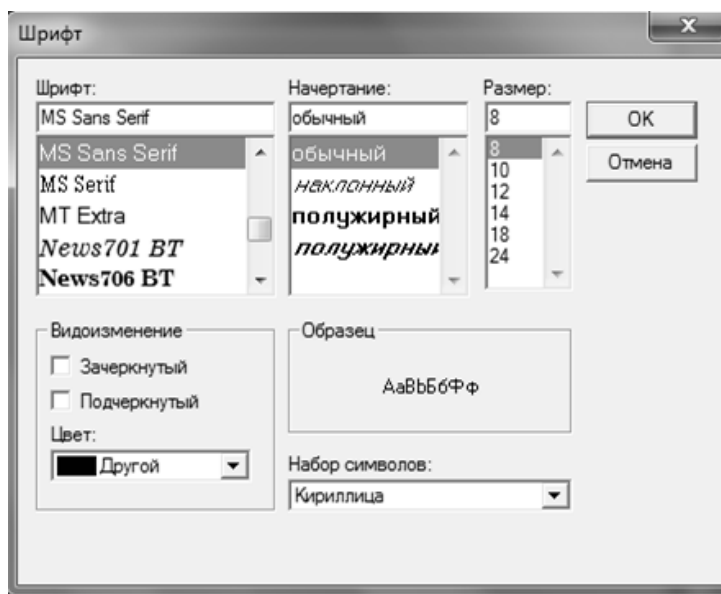 Шрифт
Шрифт:
MS Sans Serif
MS Sans Serif
MS Serif
MT Extra
News701 BT
News706 BT
Начертание:
обычный
обычный
наклонный
полужирный
полужирный
Размер:
8
8
10
12
14
18
24
OK
Отмена
Видоизменение
Зачеркнутый
Подчеркнутый
Цвет:
Другой
Образец
АаВbБбФф
Набор символов:
Кириллица